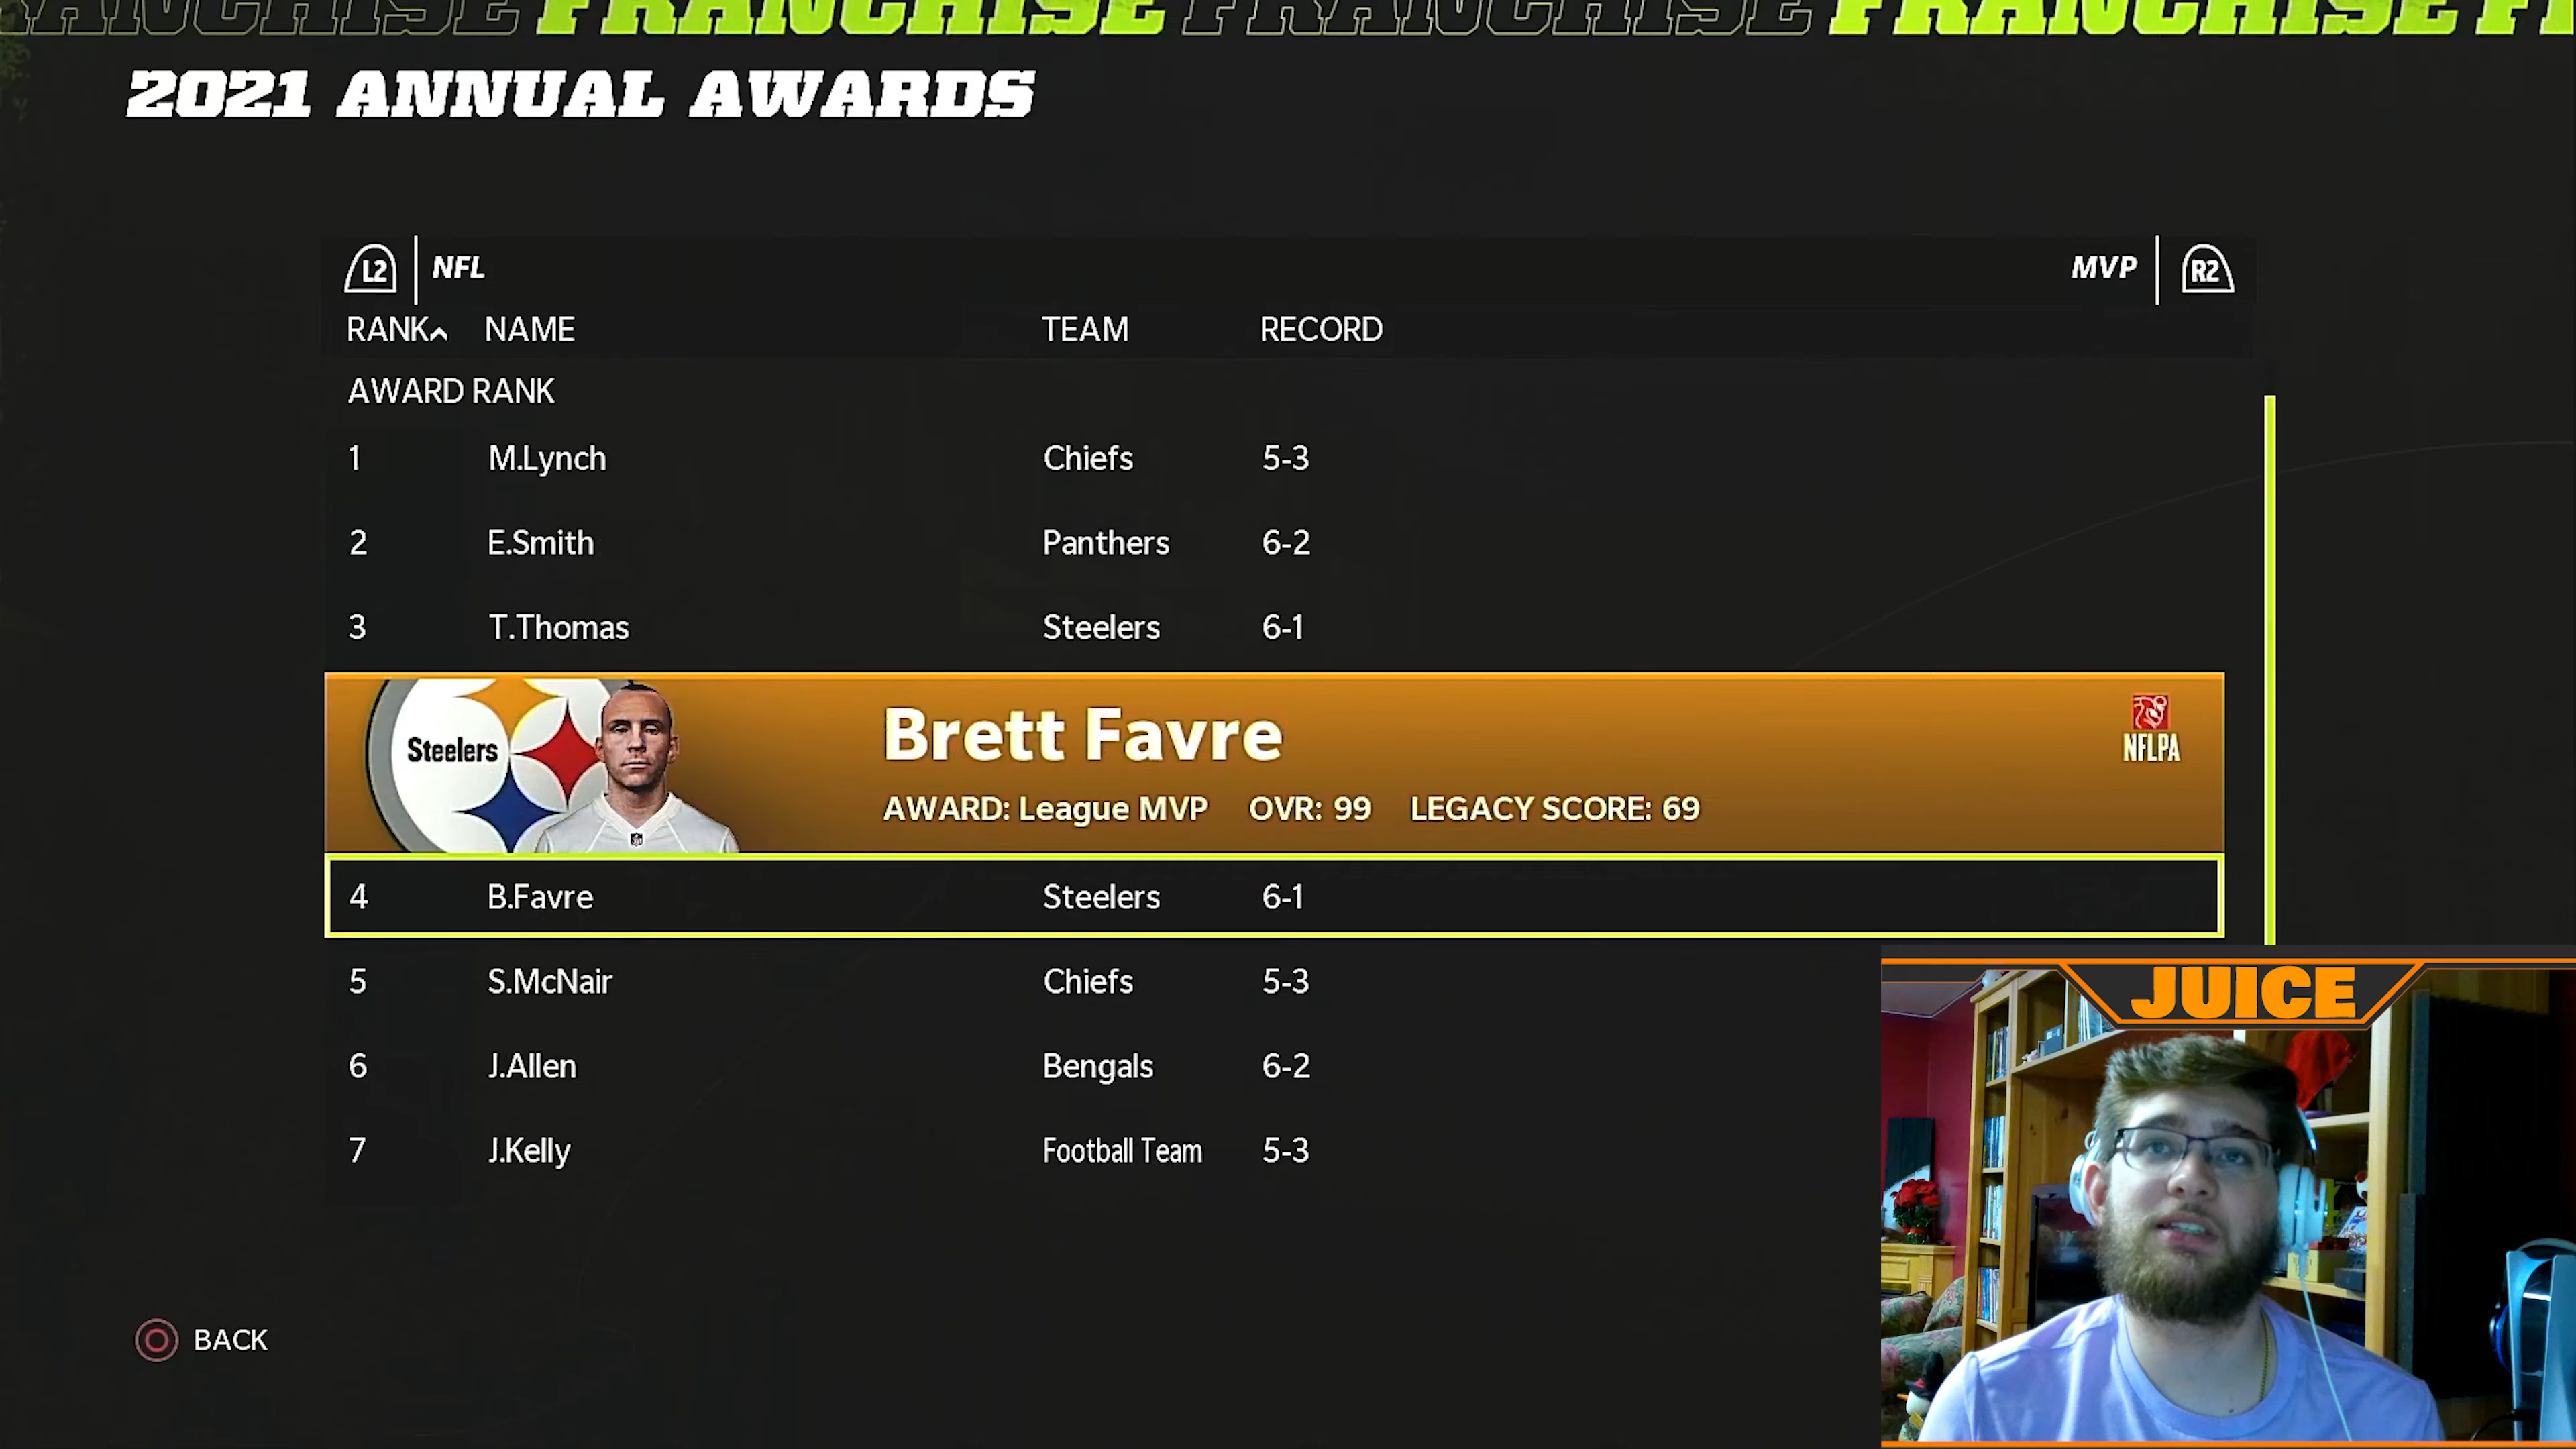 FRANCHISE FRANCHISE FRANCHISE FRANCHISE
2021 ANNUAL AWARDS
L2 NFL MVP R2
RANK NAME TEAM RECORD
AWARD RANK
1 M.Lynch Chiefs 5-3
2 E.Smith Panthers 6-2
3 T.Thomas Steelers 6-1
Steelers Brett Favre NFLPA
AWARD: League MVP OVR: 99 LEGACY SCORE: 69
4 B.Favre Steelers 6-1
5 S.McNair Chiefs 5-3
6 J.Allen Bengals 6-2
7 J.Kelly Football Team 5-3
JUICE
BACK